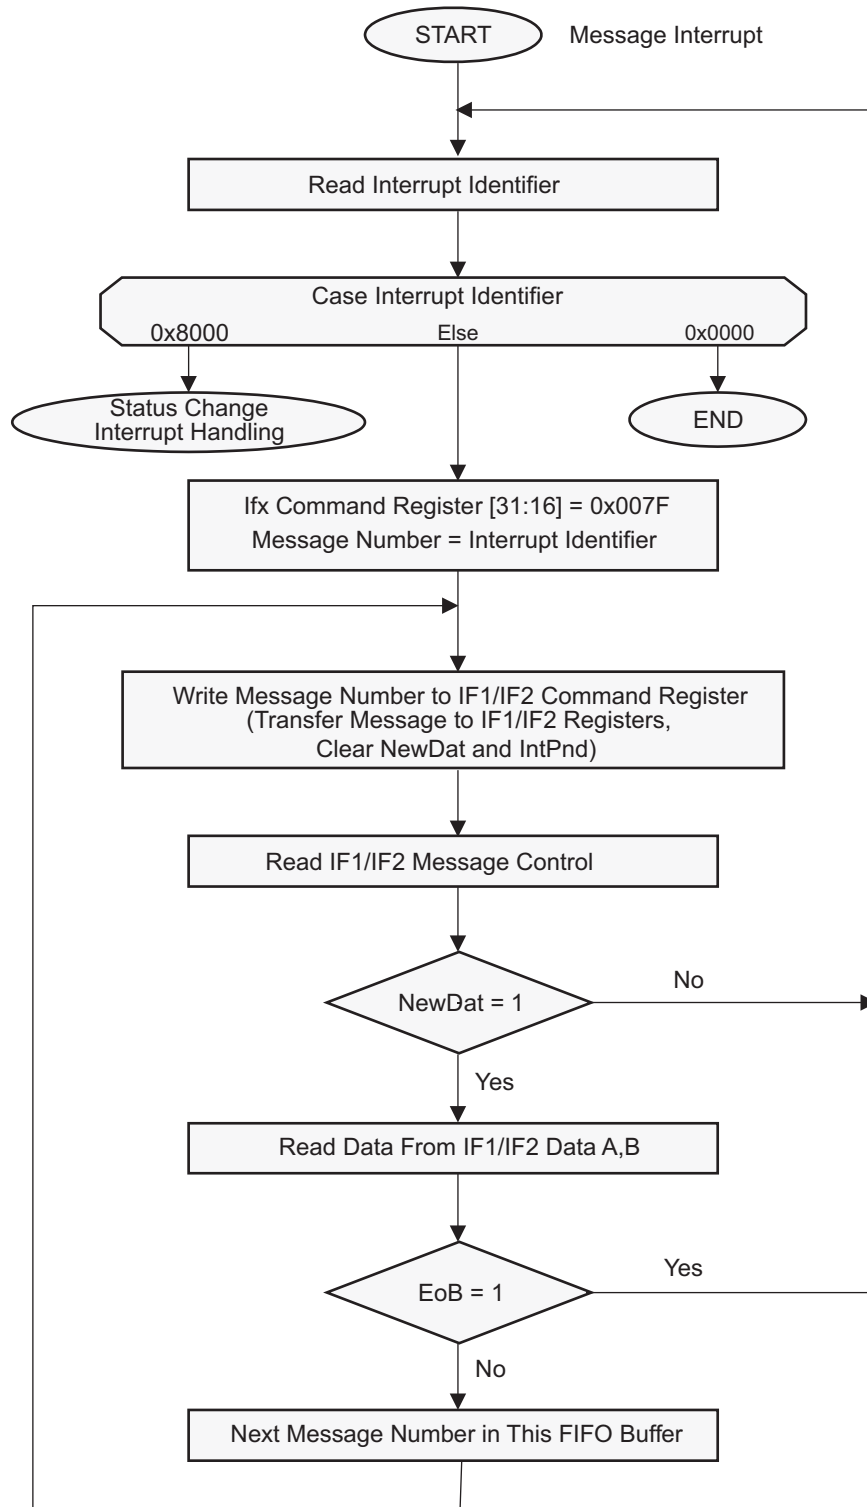 START
Message Interrupt
Read Interrupt Identifier
Case Interrupt Identifier
0x8000
Else
0x0000
Status Change
Interrupt Handling
END
Ifx Command Register [31:16] = 0x007F
Message Number = Interrupt Identifier
Write Message Number to IF1/IF2 Command Register
(Transfer Message to IF1/IF2 Registers,
Clear NewDat and IntPnd)
Read IF1/IF2 Message Control
NewDat = 1
No
Yes
Read Data From IF1/IF2 Data A,B
EoB = 1
Yes
No
Next Message Number in This FIFO Buffer